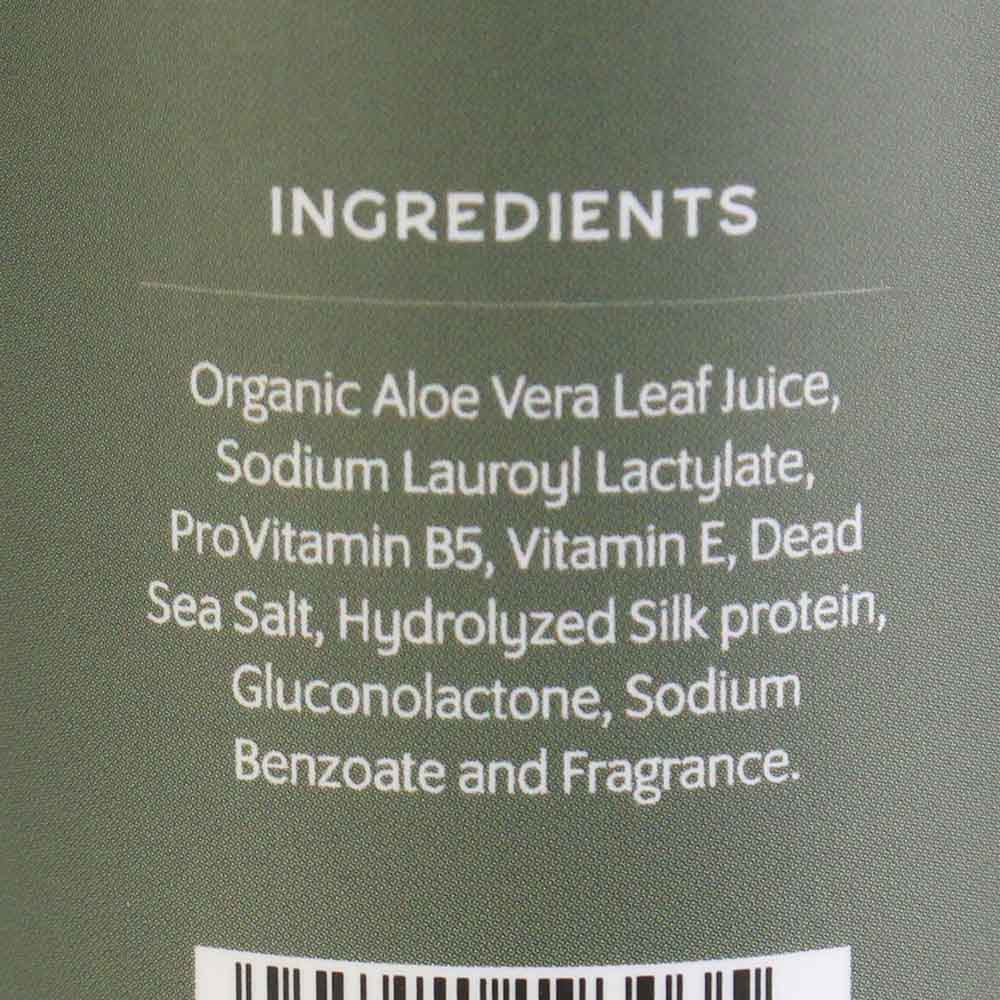 INGREDIENTS
Organic Aloe Vera Leaf Juice,
Sodium Lauroyl Lactylate,
ProVitamin B5, Vitamin E, Dead
Sea Salt, Hydrolyzed Silk protein,
Gluconolactone, Sodium
Benzoate and Fragrance.